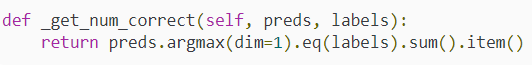 def _get_num_correct(self, preds, labels):
    return preds.argmax(dim=1).eq(labels).sum().item()